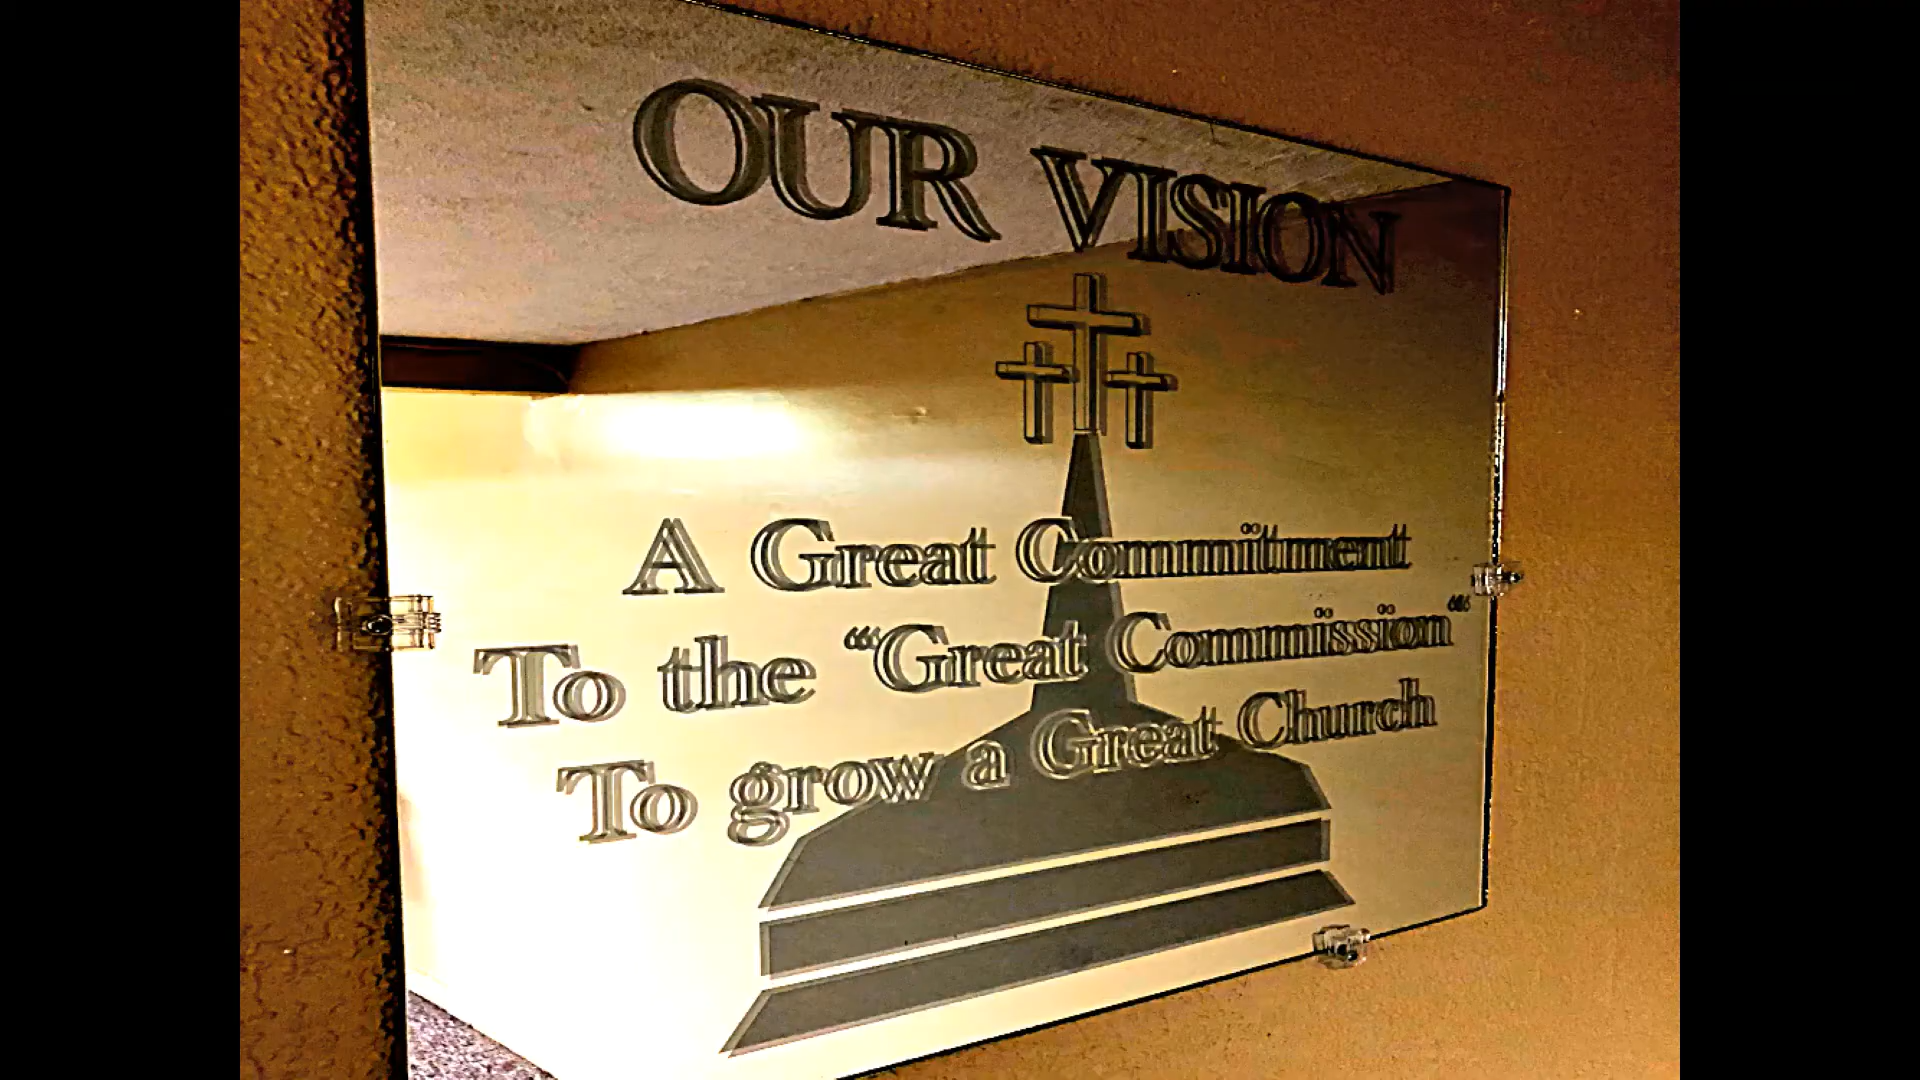 OUR VISION
A Great Commitment
To the "Great Commission"
To grow a Great Church